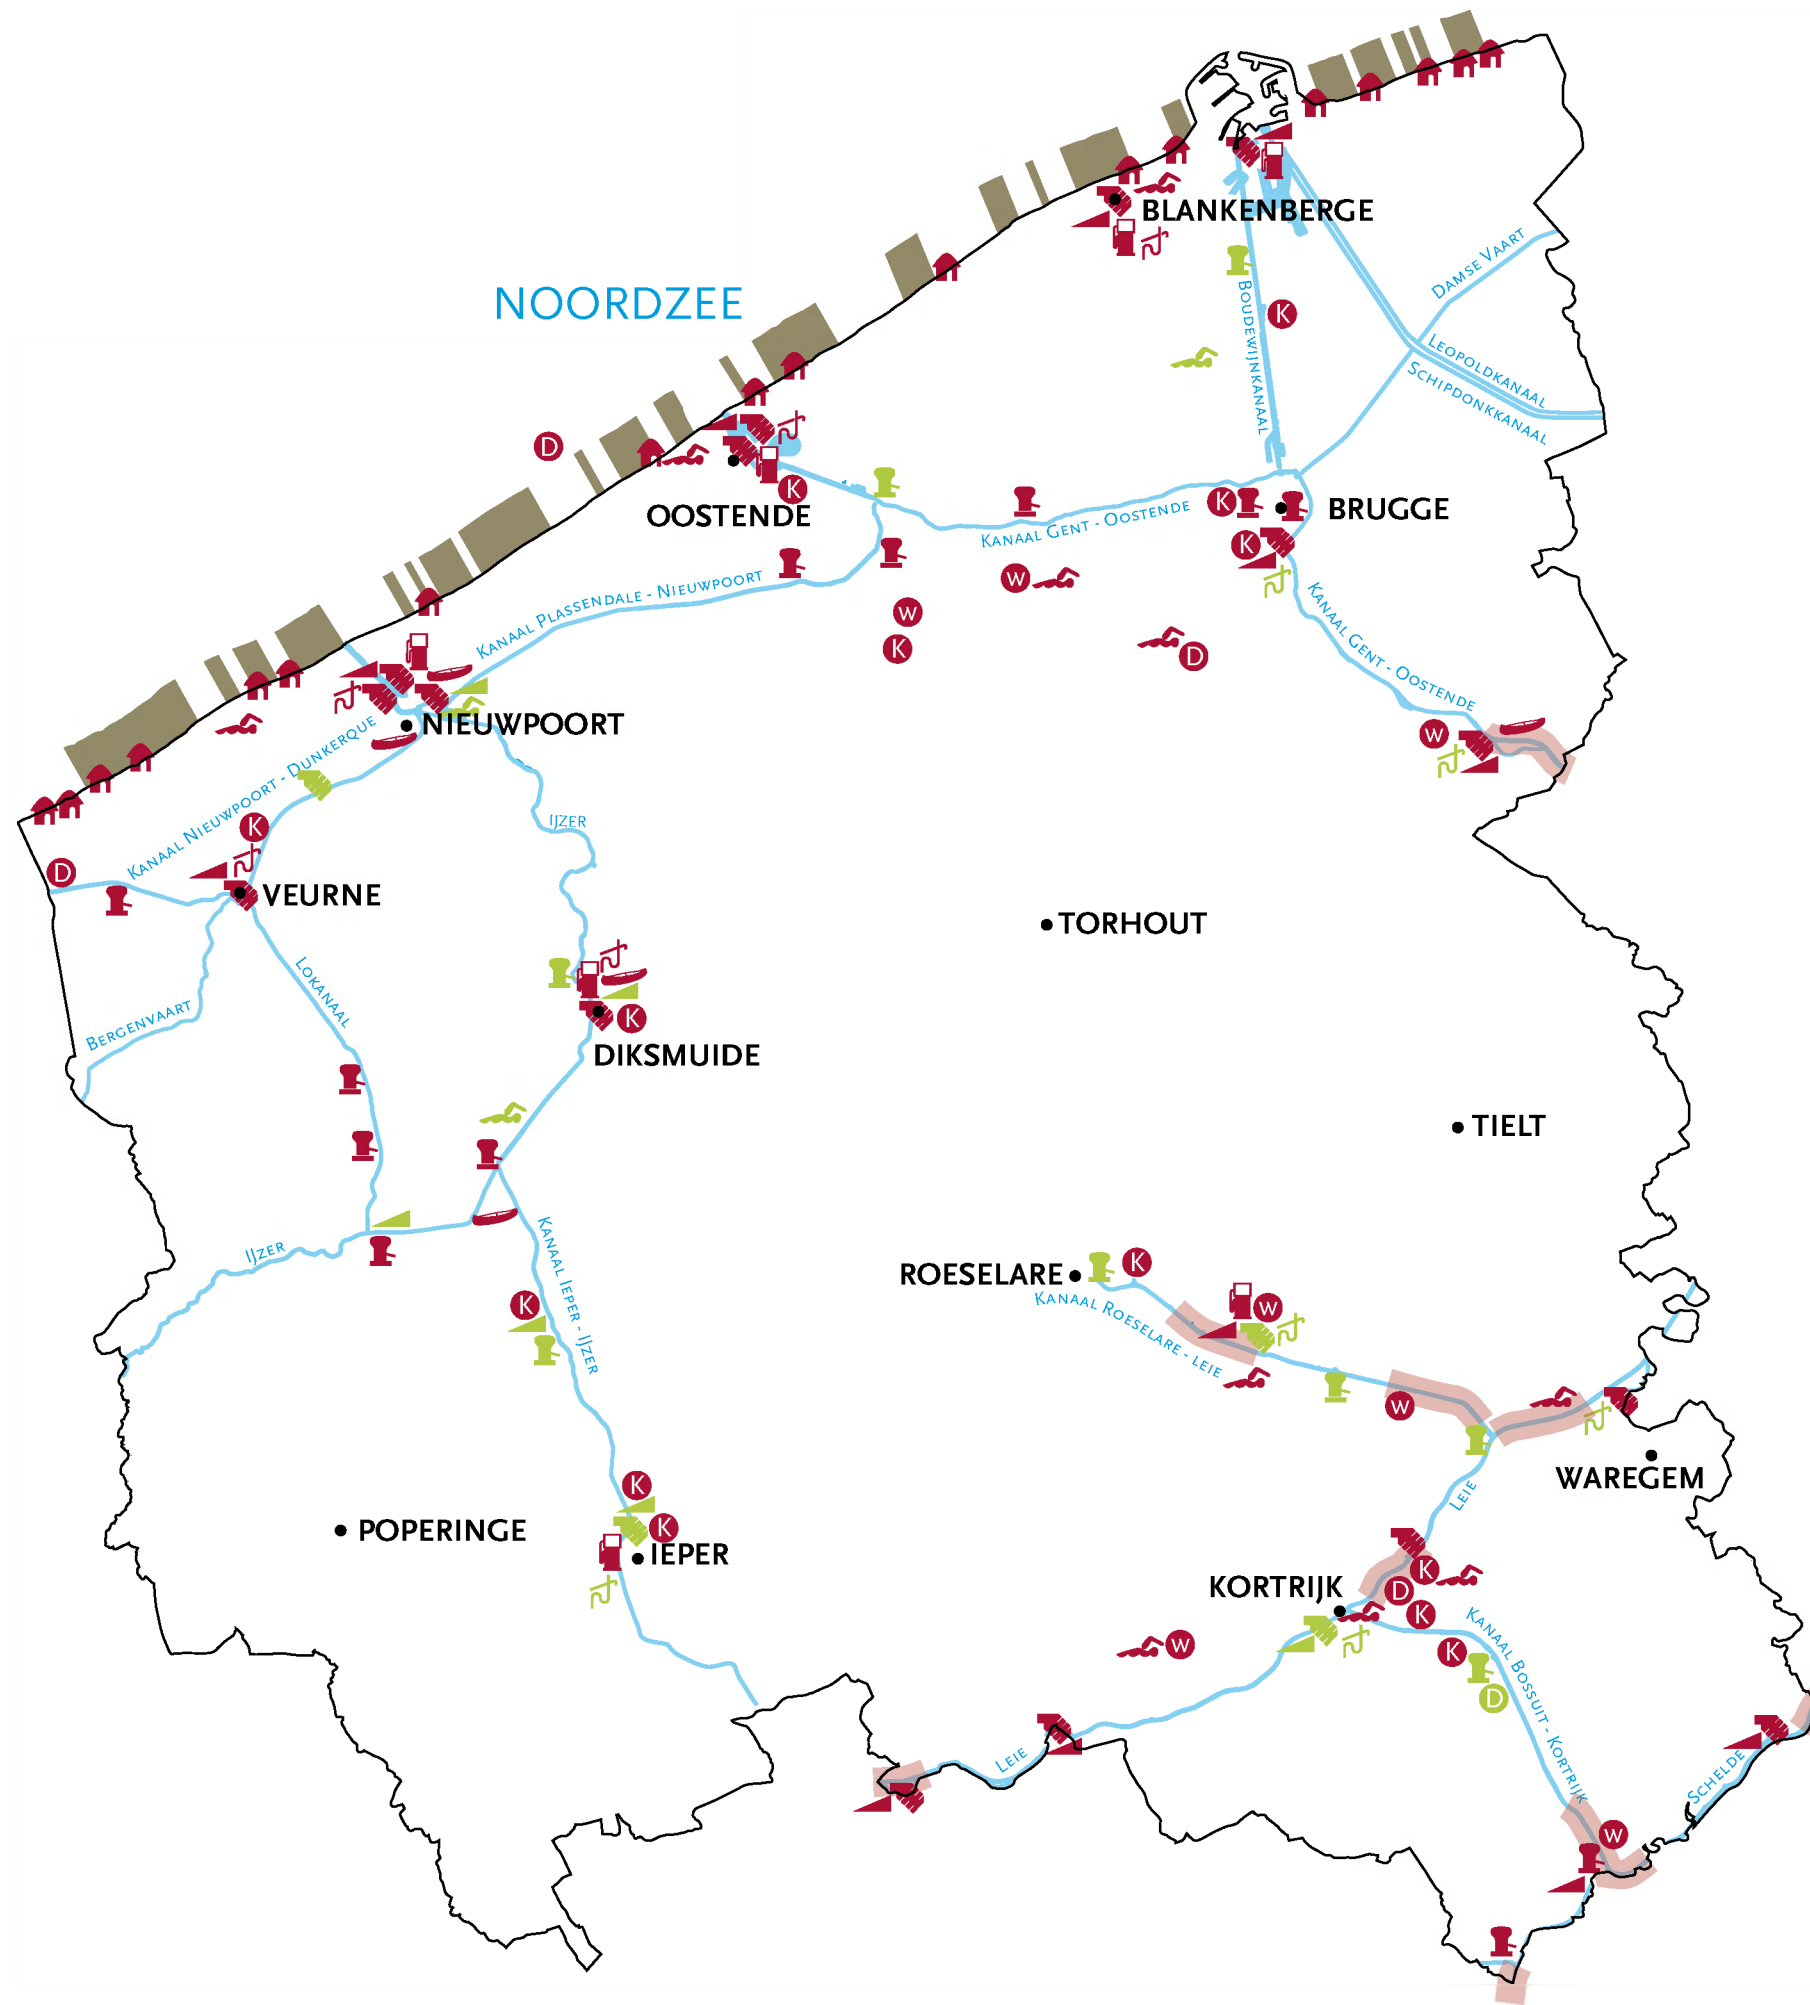 BLANKENBERGE
DAMSE VAART
NOORDZEE
BOUDEWIJNKANAAL
K
LEOPOLDKANAAL
SCHIPDONKKANAAL
D
K
OOSTENDE
KANAAL GENT - OOSTENDE
K
BRUGGE
K
KANAAL PLASSENDALE - NIEUWPOORT
W
W
K
D
KANAAL GENT - OOSTENDE
NIEUWPOORT
W
KANAAL NIEUWPOORT - DUNKERQUE
IJZER
K
D
VEURNE
TORHOUT
LOKANAAL
BERGENVAART
K
DIKSMUIDE
TIELT
IJZER
KANAAL IEPER - IJZER
K
ROESELARE
K
KANAAL ROESELARE - LEIE
W
W
WAREGEM
LEIE
K
K
POPERINGE
IEPER
K
D
KORTRIJK
K
W
K
D
KANAAL BOSSUIT - KORTRIJK
LEIE
SCHELDE
W